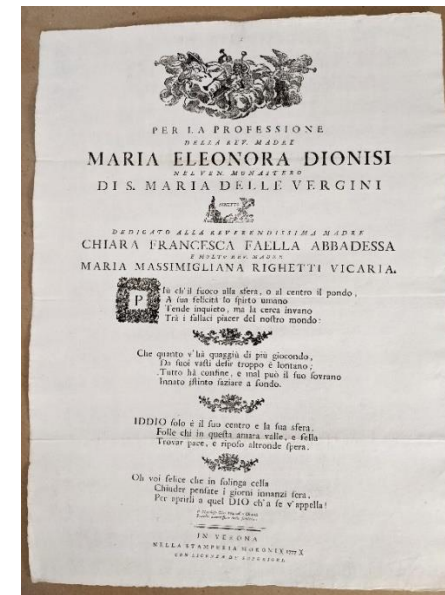 PER LA PROFESSIONE
DELLA REV. MADRE
MARIA ELEONORA DIONISI
NEL VEN. MONASTERO
DI S. MARIA DELLE VERGINI
SONETTO
DEDICATO ALLA REVERENDISSIMA MADRE
CHIARA FRANCESCA FAELLA ABBADESSA
E MOLTO REV. MADRE
MARIA MASSIMIGLIANA RIGHETTI VICARIA.
Più ch'il fuoco alla sfera, o al centro il pondo,
A sua felicità lo spirto umano
Tende inquieto, ma la cerca invano
Trà i fallaci piacer del nostro mondo:
Che quanto v'hà quaggiù di più giocondo,
Da suoi vasti desir troppo è lontano;
Tutto hà confine, e mal può il suo sovrano
Innato istinto saziare a fondo.
IDDIO solo è il suo centro e la sua sfera.
Folle chi in questa amara valle, e fella
Trovar pace, e riposo altronde spera.
Oh voi felice che in solinga cella
Chiuder pensate i giorni innanzi sera,
Per aprirli a quel DIO ch'a se v'appella!
IN VERONA
NELLA STAMPERIA MORONI X 1777 X
CON LICENZA DE SUPERIORI.